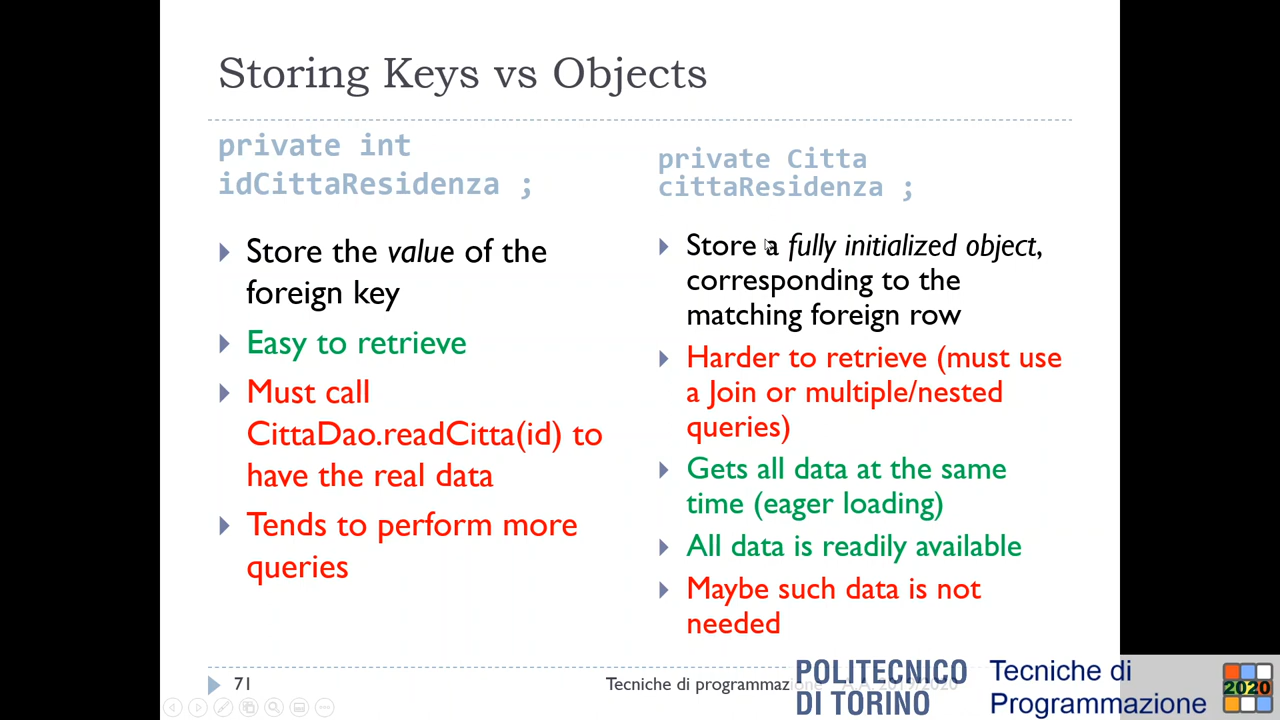 Storing Keys vs Objects
private int
idCittaResidenza ;
Store the value of the
foreign key
Easy to retrieve
Must call
CittaDao.readCitta(id) to
have the real data
Tends to perform more
queries
private Citta
cittaResidenza ;
Store a fully initialized object,
corresponding to the
matching foreign row
Harder to retrieve (must use
a Join or multiple/nested
queries)
Gets all data at the same
time (eager loading)
All data is readily available
Maybe such data is not
needed
71
Tecniche di programmazione A.A. 2019/2020
POLITECNICO
DI TORINO
Tecniche di
Programmazione
2020